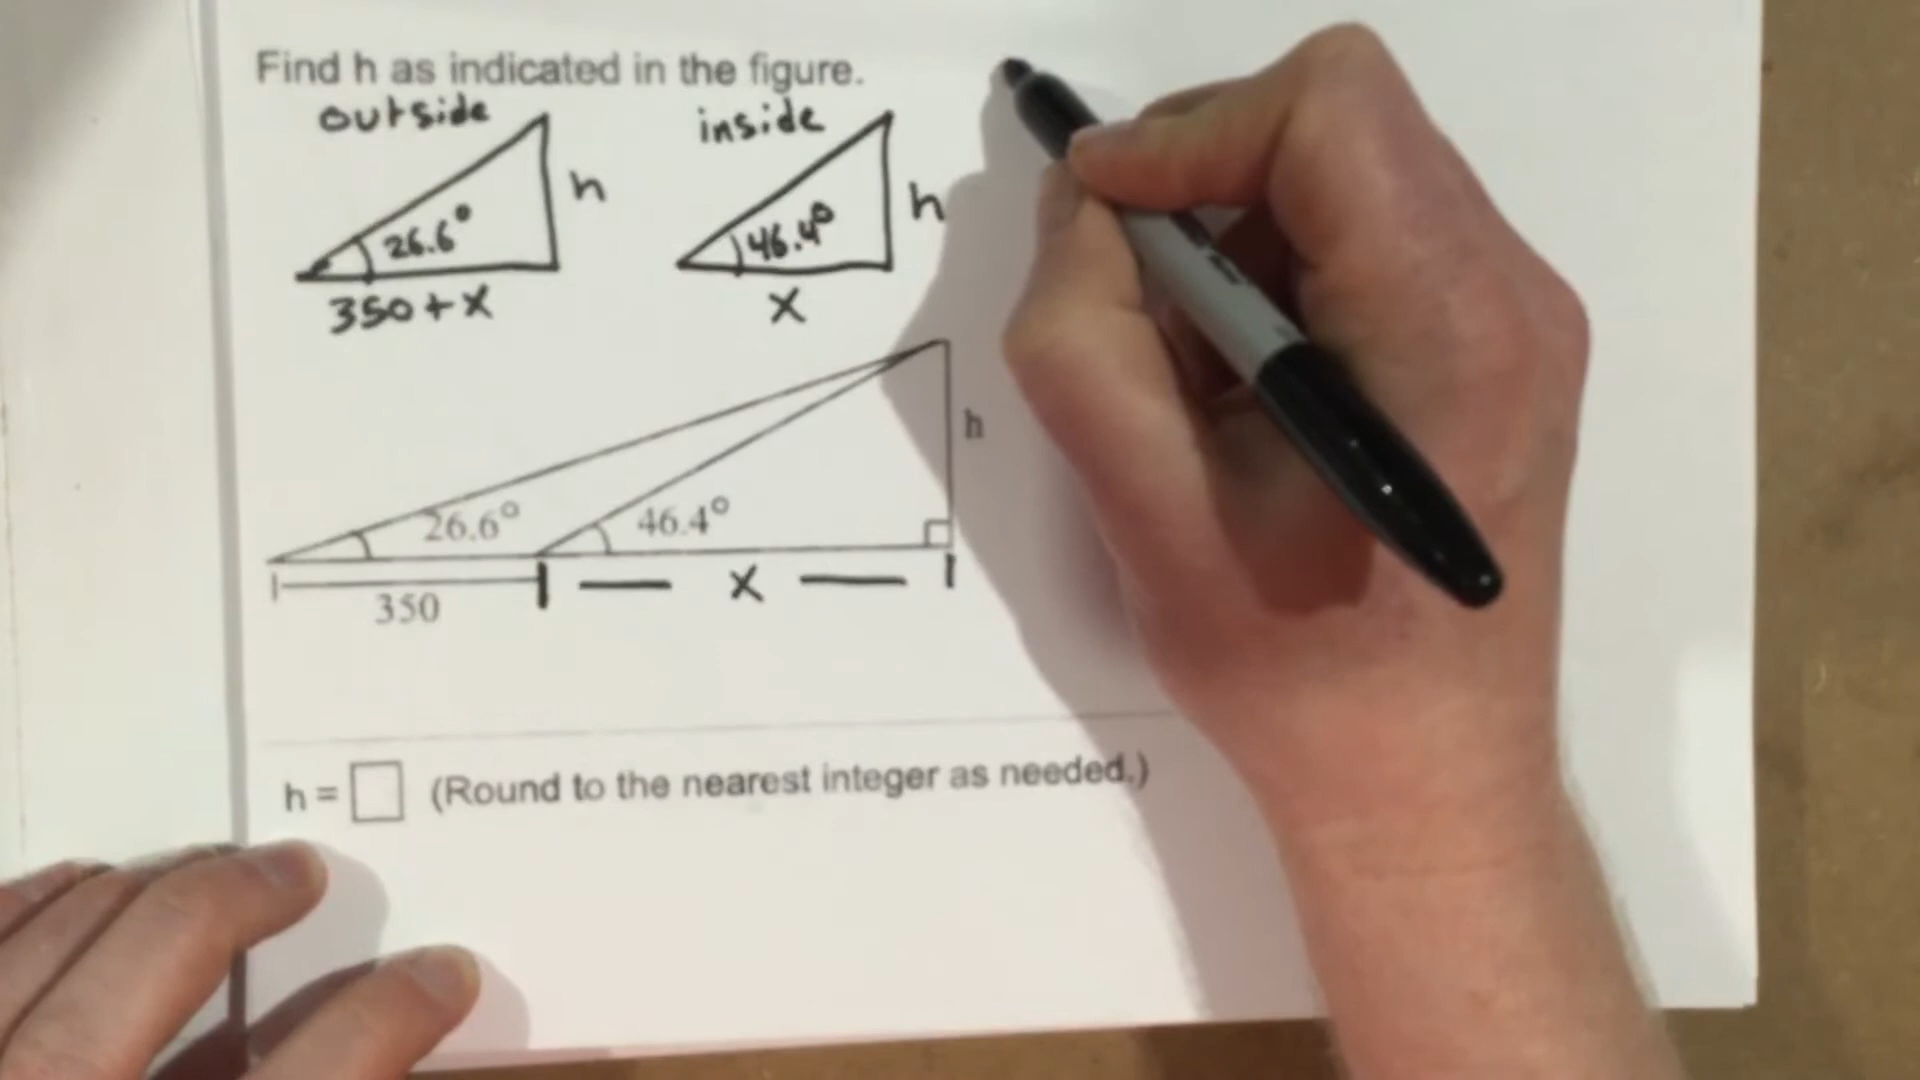 Find h as indicated in the figure.
outside
inside
h
26.6°
350+x
h
46.4°
x
h
26.6°
46.4°
350
x
h = (Round to the nearest integer as needed.)